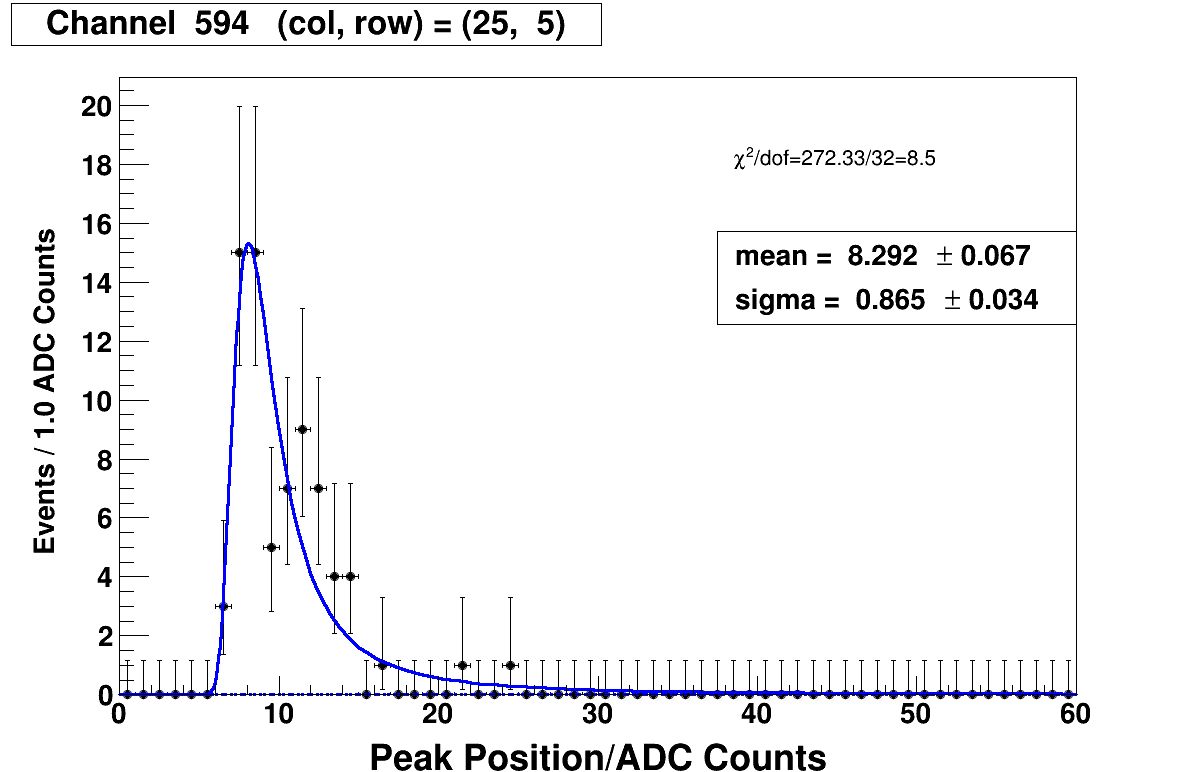 Channel 594 (col, row) = (25, 5)
20
18
16
14
12
10
8
6
4
2
0
Events / 1.0 ADC Counts
χ²/dof=272.33/32=8.5
mean = 8.292 ± 0.067
sigma = 0.865 ± 0.034
0 10 20 30 40 50 60
Peak Position/ADC Counts